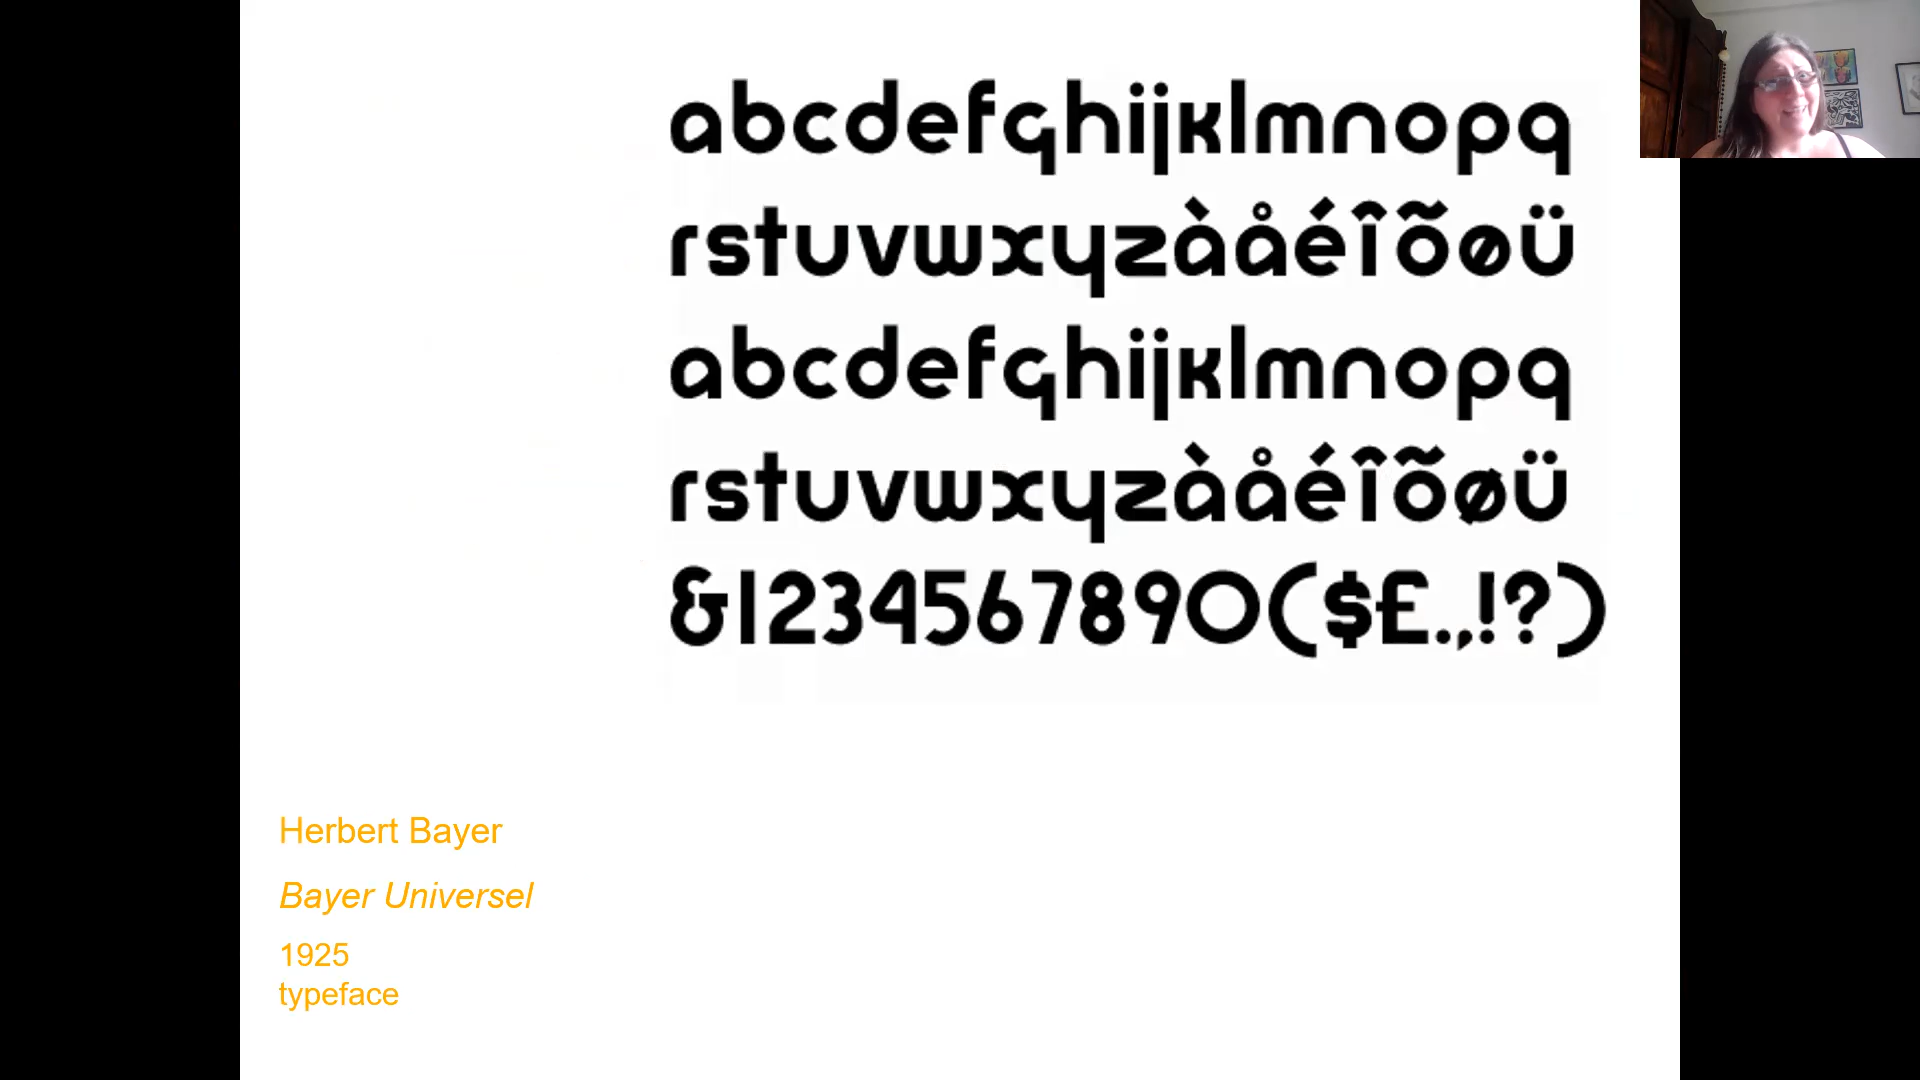 abcdefghijklmnopq
rstuvwxyzàåéîõøü
abcdefghijklmnopq
rstuvwxyzàåéîõøü
&1234567890($£.,!?)
Herbert Bayer
Bayer Universel
1925
typeface